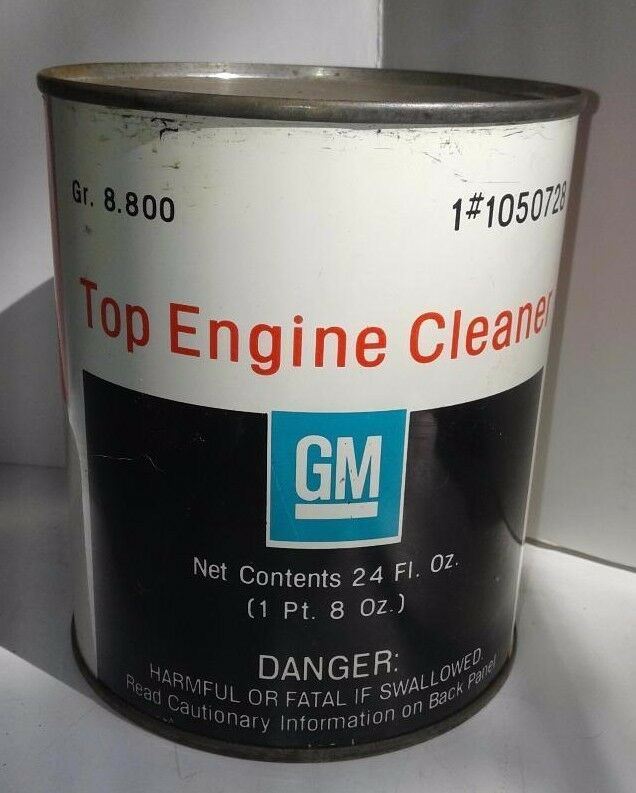 Gr. 8.800 1#1050728
Top Engine Cleaner
GM
Net Contents 24 Fl. Oz.
(1 Pt. 8 Oz.)
DANGER:
HARMFUL OR FATAL IF SWALLOWED.
Read Cautionary Information on Back Panel